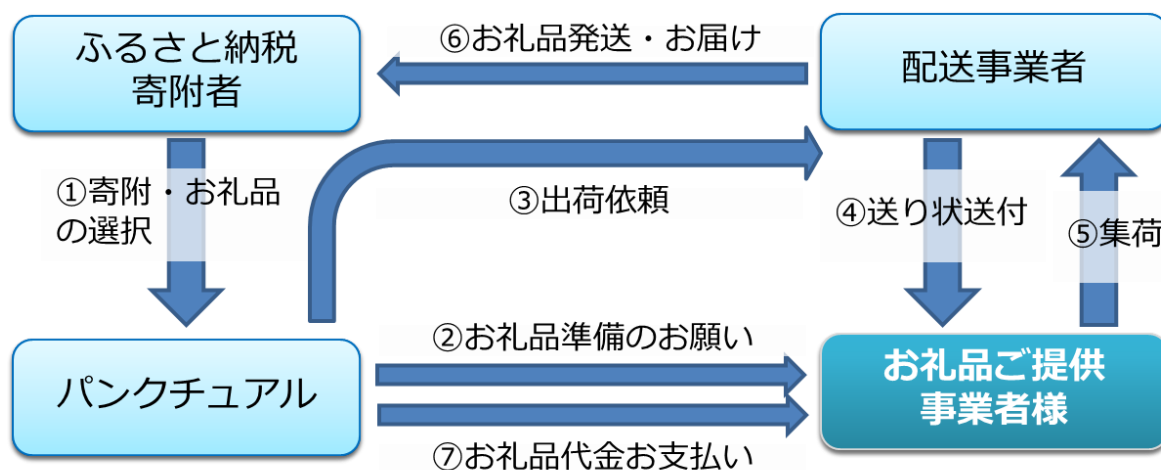 ふるさと納税
寄附者
⑥お礼品発送・お届け
配送事業者
①寄附・お礼品
の選択
③出荷依頼
④送り状送付
⑤集荷
パンクチュアル
②お礼品準備のお願い
⑦お礼品代金お支払い
お礼品ご提供
事業者様